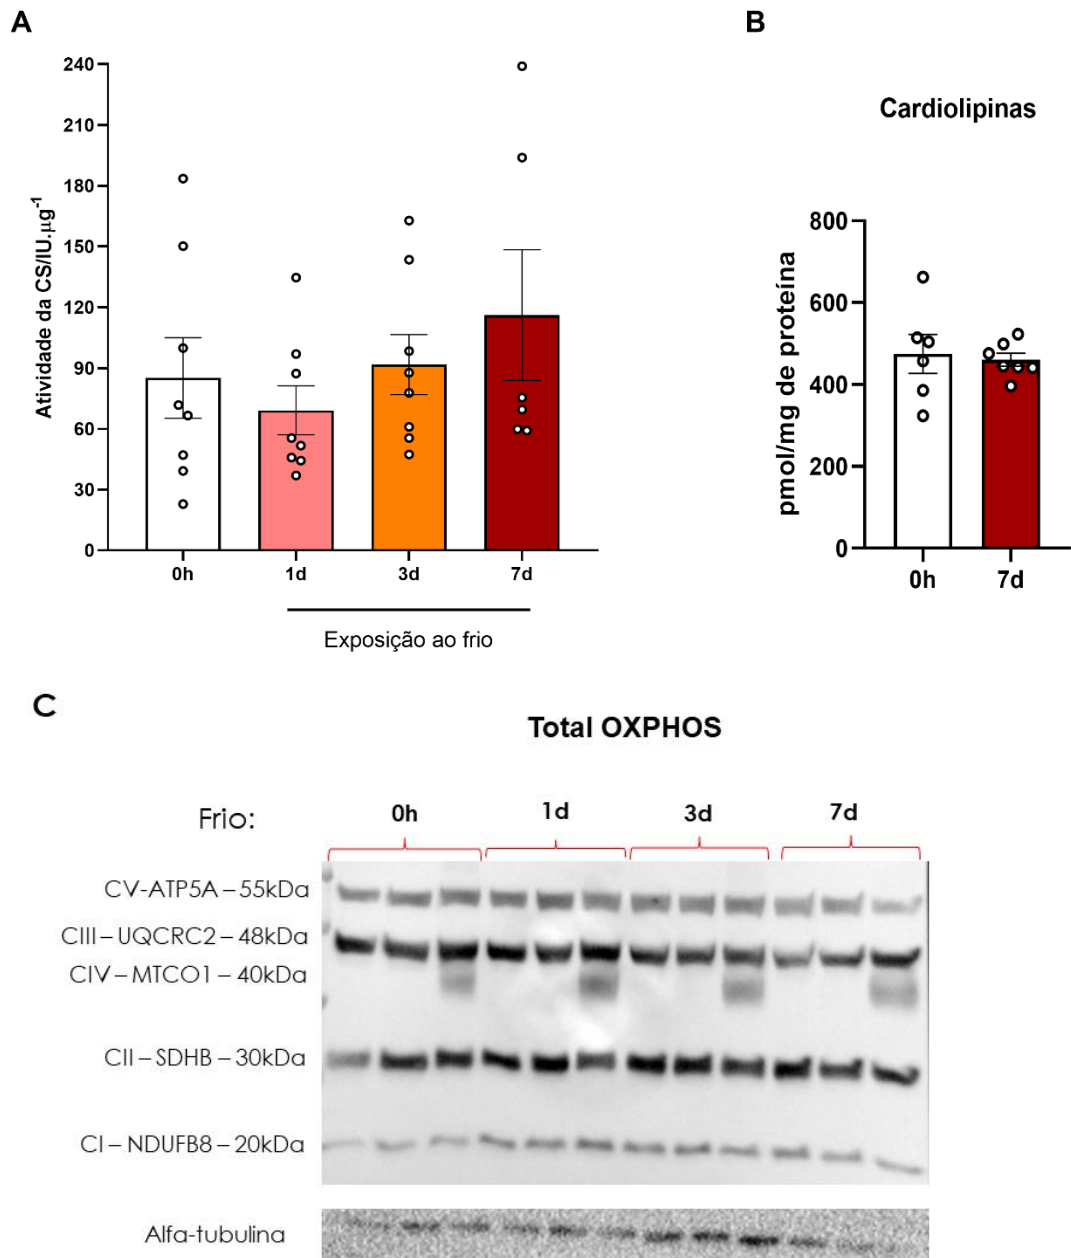 A
B
Atividade da CS/IU.µg⁻¹
240
210
180
150
120
90
60
30
0
0h
1d
3d
7d
Exposição ao frio
Cardiolipinas
pmol/mg de proteína
800
600
400
200
0
0h
7d
C
Total OXPHOS
Frio:
0h
1d
3d
7d
CV-ATP5A – 55kDa
CIII – UQCRC2 – 48kDa
CIV – MTCO1 – 40kDa
CII – SDHB – 30kDa
CI – NDUFB8 – 20kDa
Alfa-tubulina